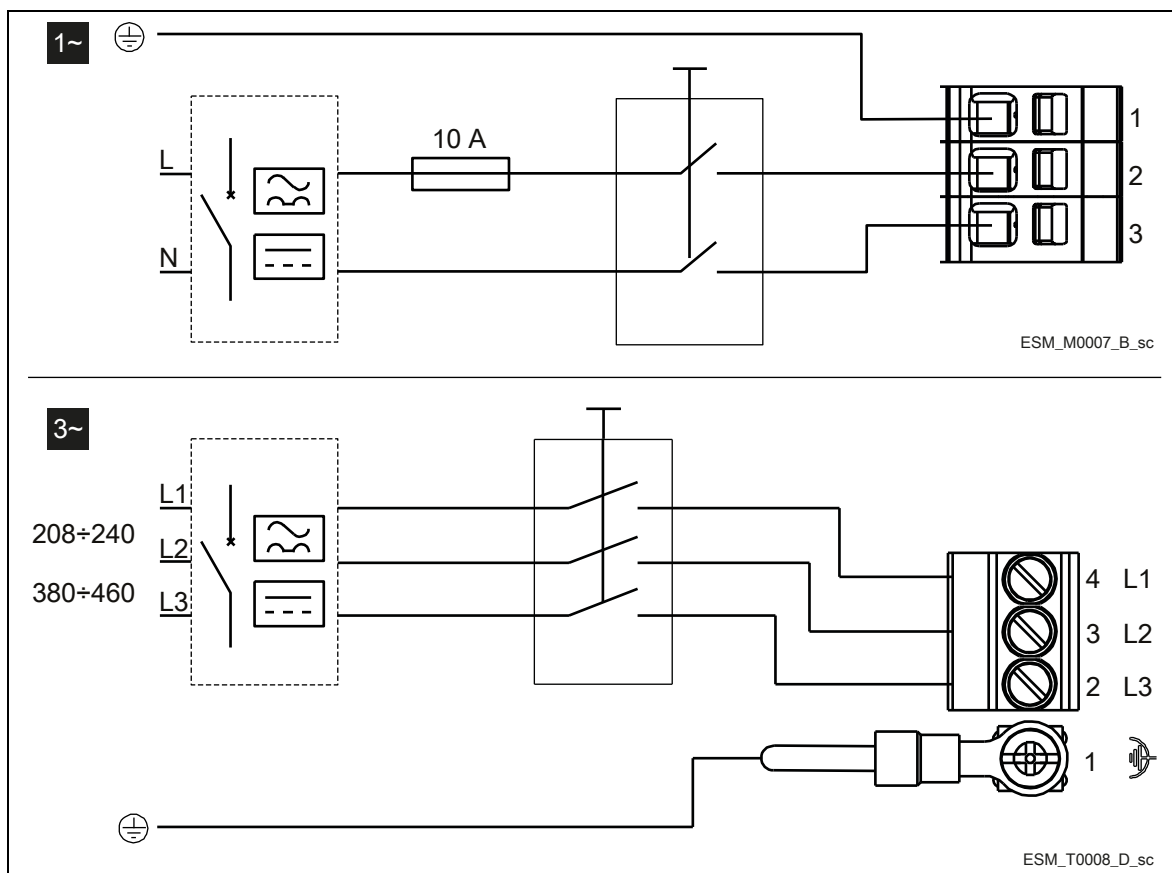 1~
10 A
L
N
1
2
3
ESM_M0007_B_sc
3~
L1
208÷240
L2
380÷460
L3
4 L1
3 L2
2 L3
1
ESM_T0008_D_sc